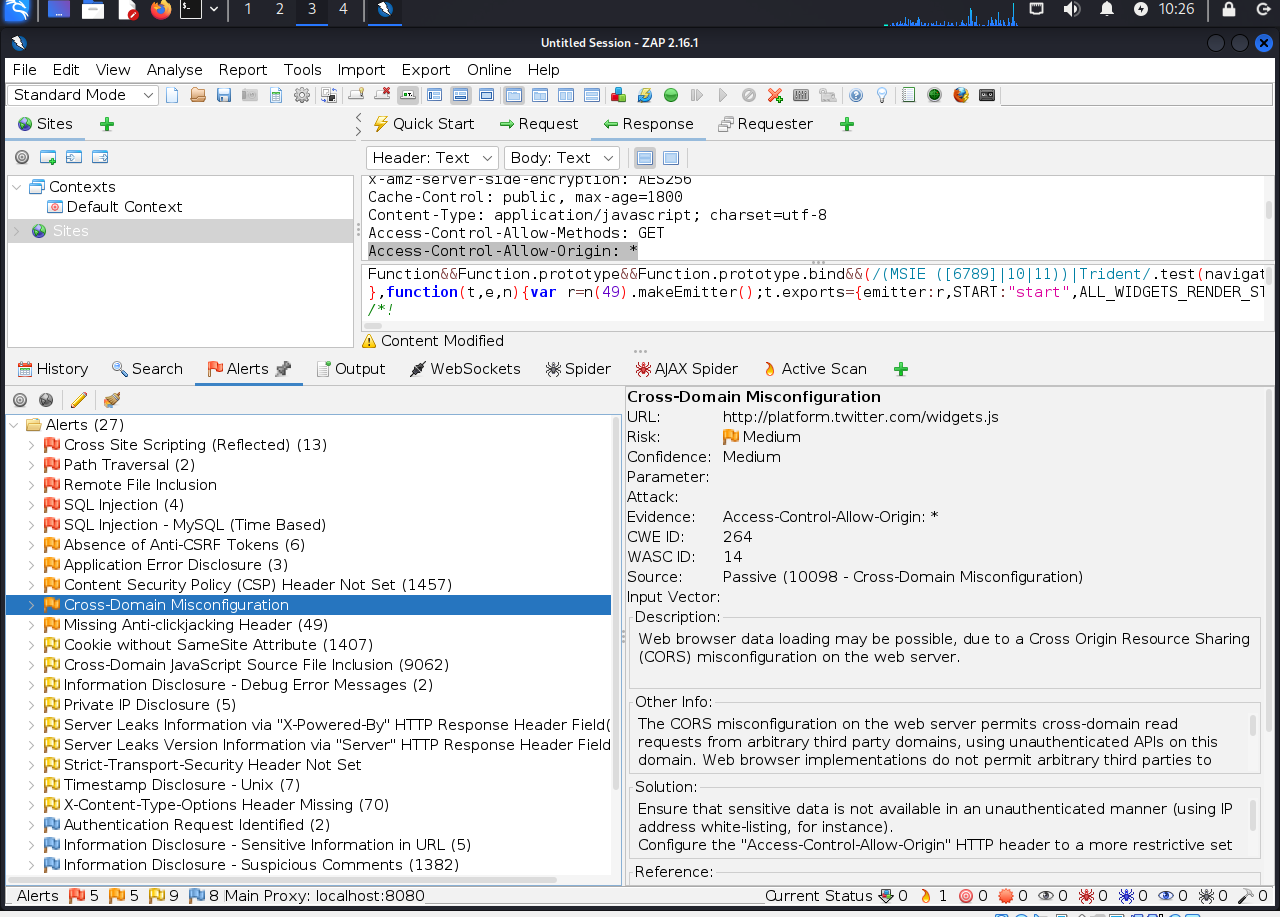 1 2 3 4 10:26
Untitled Session - ZAP 2.16.1
File Edit View Analyse Report Tools Import Export Online Help
Standard Mode
Sites
Quick Start Request Response Requester
Header: Text Body: Text
Contexts
Default Context
Sites
x-amz-server-side-encryption: AES256
Cache-Control: public, max-age=1800
Content-Type: application/javascript; charset=utf-8
Access-Control-Allow-Methods: GET
Access-Control-Allow-Origin: *
Function&&Function.prototype&&Function.prototype.bind&&(/(MSIE ([6789]|10|11))|Trident/.test(navigat
},function(t,e,n){var r=n(49).makeEmitter();t.exports={emitter:r,START:"start",ALL_WIDGETS_RENDER_ST
/*!
Content Modified
History Search Alerts Output WebSockets Spider AJAX Spider Active Scan
Alerts (27)
Cross Site Scripting (Reflected) (13)
Path Traversal (2)
Remote File Inclusion
SQL Injection (4)
SQL Injection - MySQL (Time Based)
Absence of Anti-CSRF Tokens (6)
Application Error Disclosure (3)
Content Security Policy (CSP) Header Not Set (1457)
Cross-Domain Misconfiguration
Missing Anti-clickjacking Header (49)
Cookie without SameSite Attribute (1407)
Cross-Domain JavaScript Source File Inclusion (9062)
Information Disclosure - Debug Error Messages (2)
Private IP Disclosure (5)
Server Leaks Information via "X-Powered-By" HTTP Response Header Field(
Server Leaks Version Information via "Server" HTTP Response Header Field
Strict-Transport-Security Header Not Set
Timestamp Disclosure - Unix (7)
X-Content-Type-Options Header Missing (70)
Authentication Request Identified (2)
Information Disclosure - Sensitive Information in URL (5)
Information Disclosure - Suspicious Comments (1382)
Cross-Domain Misconfiguration
URL: http://platform.twitter.com/widgets.js
Risk: Medium
Confidence: Medium
Parameter:
Attack:
Evidence: Access-Control-Allow-Origin: *
CWE ID: 264
WASC ID: 14
Source: Passive (10098 - Cross-Domain Misconfiguration)
Input Vector:
Description:
Web browser data loading may be possible, due to a Cross Origin Resource Sharing
(CORS) misconfiguration on the web server.
Other Info:
The CORS misconfiguration on the web server permits cross-domain read
requests from arbitrary third party domains, using unauthenticated APIs on this
domain. Web browser implementations do not permit arbitrary third parties to
Solution:
Ensure that sensitive data is not available in an unauthenticated manner (using IP
address white-listing, for instance).
Configure the "Access-Control-Allow-Origin" HTTP header to a more restrictive set
Reference:
Alerts 5 5 9 8 Main Proxy: localhost:8080 Current Status 0 1 0 0 0 0 0 0 0 0